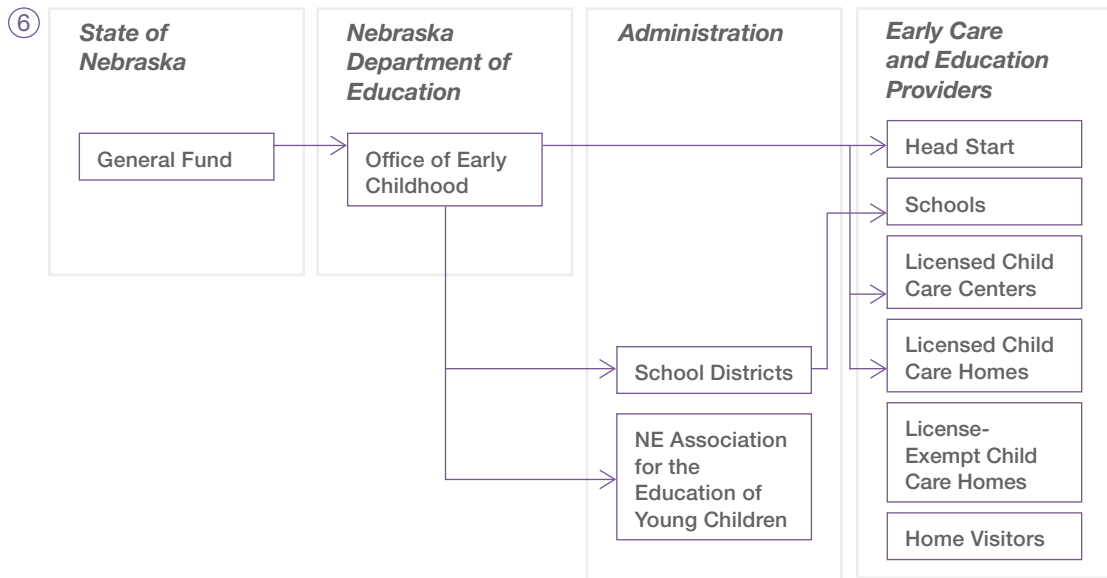 6
State of
Nebraska
Nebraska
Department of
Education
Administration
Early Care
and Education
Providers
General Fund
Office of Early
Childhood
Head Start
Schools
Licensed Child
Care Centers
School Districts
Licensed Child
Care Homes
NE Association
for the
Education of
Young Children
License-
Exempt Child
Care Homes
Home Visitors